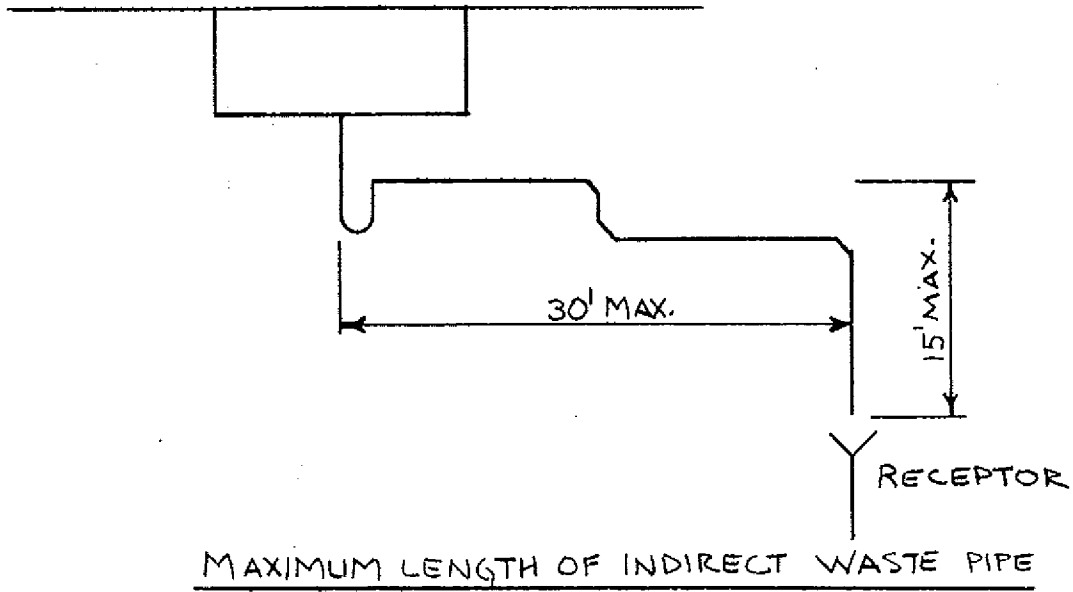 30' MAX.
15' MAX.
RECEPTOR
MAXIMUM LENGTH OF INDIRECT WASTE PIPE